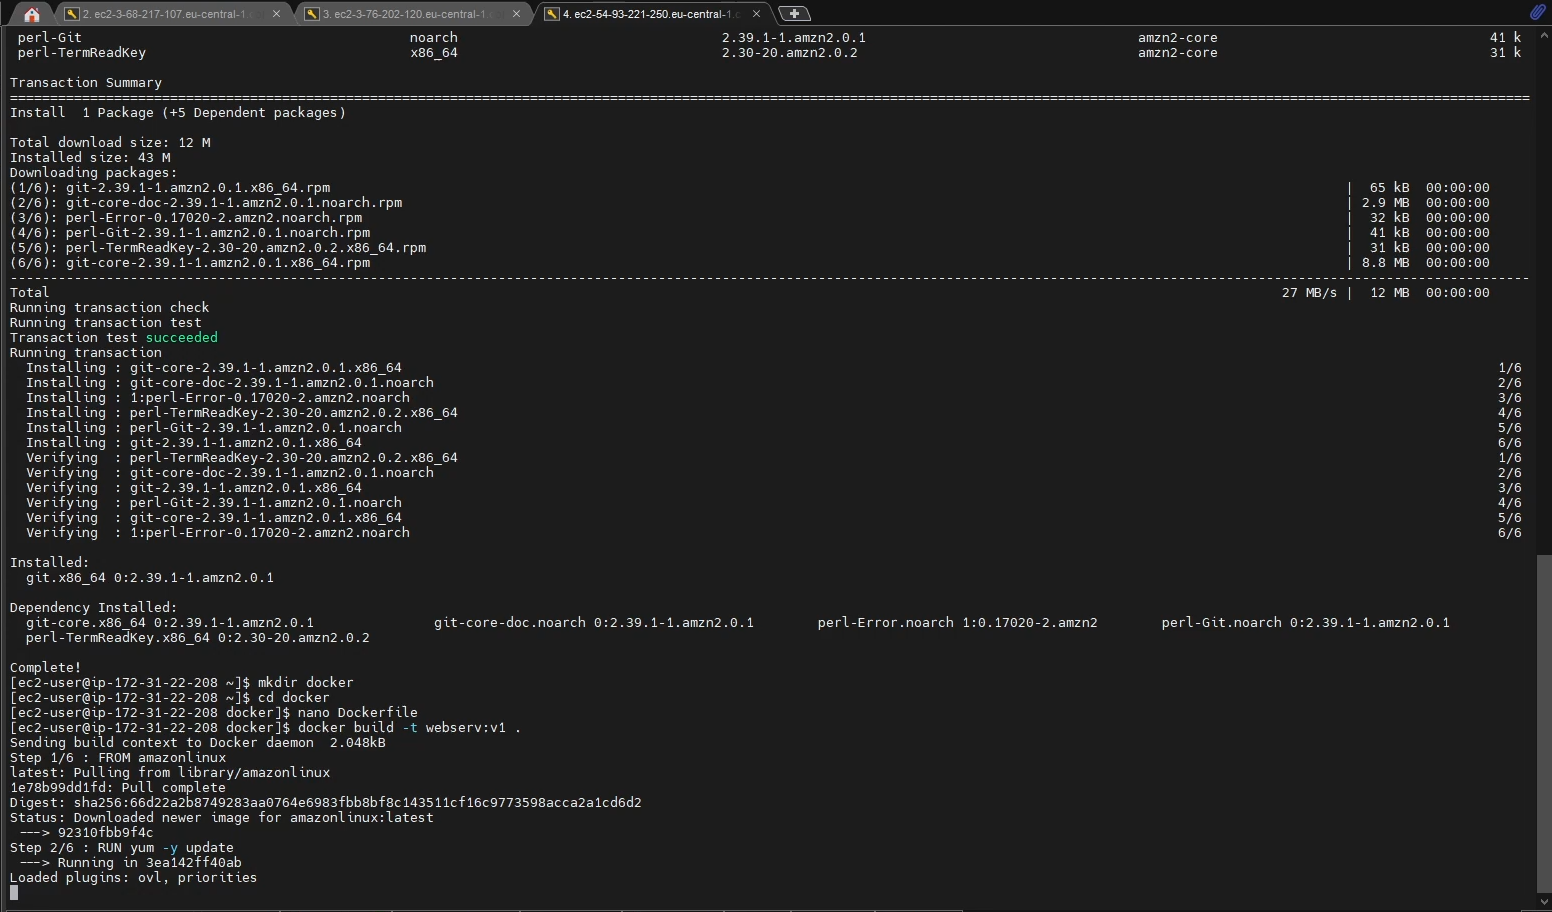 2. ec2-3-68-217-107.eu-central-1. 3. ec2-3-76-202-120.eu-central-1. 4. ec2-54-93-221-250.eu-central-1.
perl-Git noarch 2.39.1-1.amzn2.0.1 amzn2-core 41 k
perl-TermReadKey x86_64 2.30-20.amzn2.0.2 amzn2-core 31 k
Transaction Summary
================================================================================
Install 1 Package (+5 Dependent packages)
Total download size: 12 M
Installed size: 43 M
Downloading packages:
(1/6): git-2.39.1-1.amzn2.0.1.x86_64.rpm | 65 kB 00:00:00
(2/6): git-core-doc-2.39.1-1.amzn2.0.1.noarch.rpm | 2.9 MB 00:00:00
(3/6): perl-Error-0.17020-2.amzn2.noarch.rpm | 32 kB 00:00:00
(4/6): perl-Git-2.39.1-1.amzn2.0.1.noarch.rpm | 41 kB 00:00:00
(5/6): perl-TermReadKey-2.30-20.amzn2.0.2.x86_64.rpm | 31 kB 00:00:00
(6/6): git-core-2.39.1-1.amzn2.0.1.x86_64.rpm | 8.8 MB 00:00:00
--------------------------------------------------------------------------------
Total 27 MB/s | 12 MB 00:00:00
Running transaction check
Running transaction test
Transaction test succeeded
Running transaction
Installing : git-core-2.39.1-1.amzn2.0.1.x86_64 1/6
Installing : git-core-doc-2.39.1-1.amzn2.0.1.noarch 2/6
Installing : 1:perl-Error-0.17020-2.amzn2.noarch 3/6
Installing : perl-TermReadKey-2.30-20.amzn2.0.2.x86_64 4/6
Installing : perl-Git-2.39.1-1.amzn2.0.1.noarch 5/6
Installing : git-2.39.1-1.amzn2.0.1.x86_64 6/6
Verifying : perl-TermReadKey-2.30-20.amzn2.0.2.x86_64 1/6
Verifying : git-core-doc-2.39.1-1.amzn2.0.1.noarch 2/6
Verifying : git-2.39.1-1.amzn2.0.1.x86_64 3/6
Verifying : perl-Git-2.39.1-1.amzn2.0.1.noarch 4/6
Verifying : git-core-2.39.1-1.amzn2.0.1.x86_64 5/6
Verifying : 1:perl-Error-0.17020-2.amzn2.noarch 6/6
Installed:
git.x86_64 0:2.39.1-1.amzn2.0.1
Dependency Installed:
git-core.x86_64 0:2.39.1-1.amzn2.0.1 git-core-doc.noarch 0:2.39.1-1.amzn2.0.1 perl-Error.noarch 1:0.17020-2.amzn2 perl-Git.noarch 0:2.39.1-1.amzn2.0.1
perl-TermReadKey.x86_64 0:2.30-20.amzn2.0.2
Complete!
[ec2-user@ip-172-31-22-208 ~]$ mkdir docker
[ec2-user@ip-172-31-22-208 ~]$ cd docker
[ec2-user@ip-172-31-22-208 docker]$ nano Dockerfile
[ec2-user@ip-172-31-22-208 docker]$ docker build -t webserv:v1 .
Sending build context to Docker daemon 2.048kB
Step 1/6 : FROM amazonlinux
latest: Pulling from library/amazonlinux
1e78b99dd1fd: Pull complete
Digest: sha256:66d22a2b8749283aa0764e6983fbb8bf8c143511cf16c9773598acca2a1cd6d2
Status: Downloaded newer image for amazonlinux:latest
---> 92310fbb9f4c
Step 2/6 : RUN yum -y update
---> Running in 3ea142ff40ab
Loaded plugins: ovl, priorities